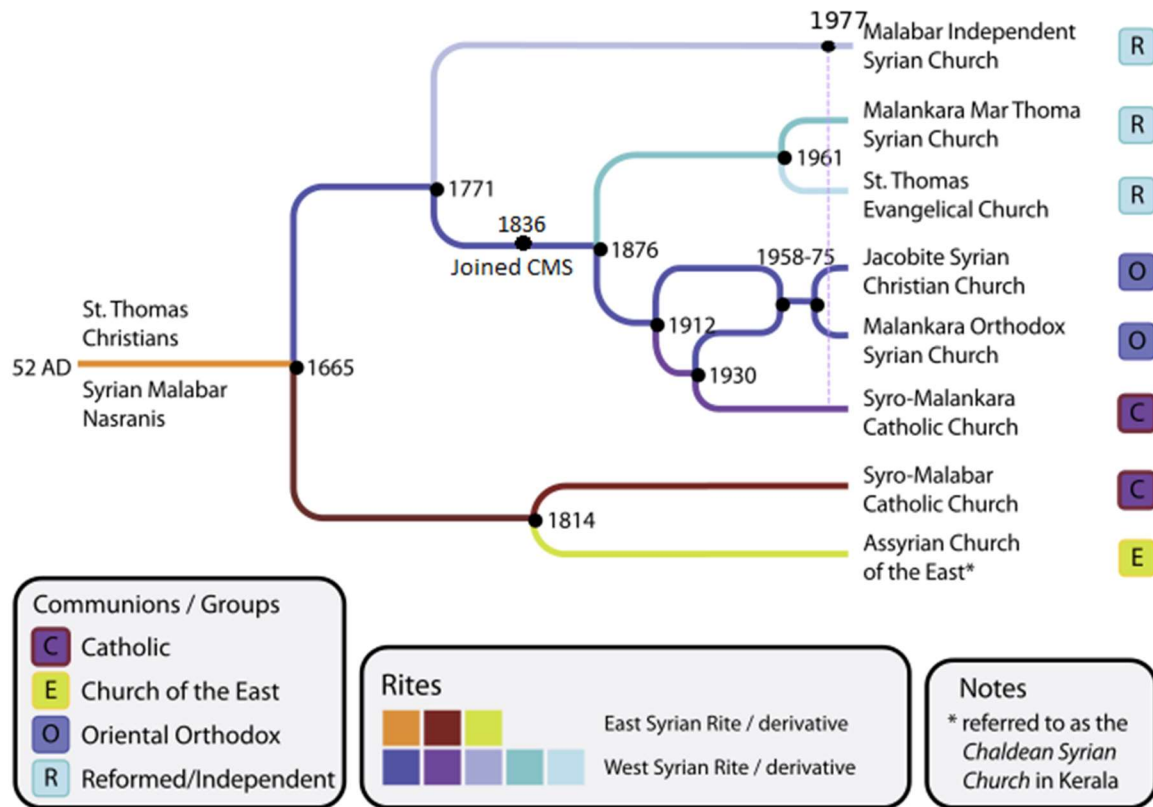 1977
Malabar Independent
Syrian Church
R
Malankara Mar Thoma
Syrian Church
R
1961
St. Thomas
Evangelical Church
R
1771
1836
Joined CMS
1876
1958-75
Jacobite Syrian
Christian Church
O
Malankara Orthodox
Syrian Church
O
1912
1930
Syro-Malankara
Catholic Church
C
St. Thomas
Christians
52 AD
Syrian Malabar
Nasranis
1665
Syro-Malabar
Catholic Church
C
1814
Assyrian Church
of the East*
E
Communions / Groups
C Catholic
E Church of the East
O Oriental Orthodox
R Reformed/Independent
Rites
East Syrian Rite / derivative
West Syrian Rite / derivative
Notes
* referred to as the
Chaldean Syrian
Church in Kerala